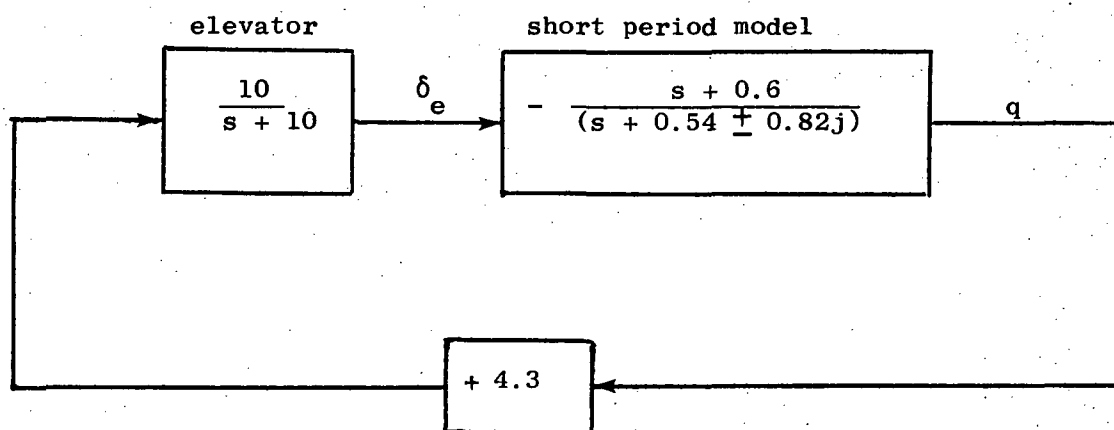 elevator
short period model
10
s + 10
δe
- s + 0.6
(s + 0.54 ± 0.82j)
q
+ 4.3